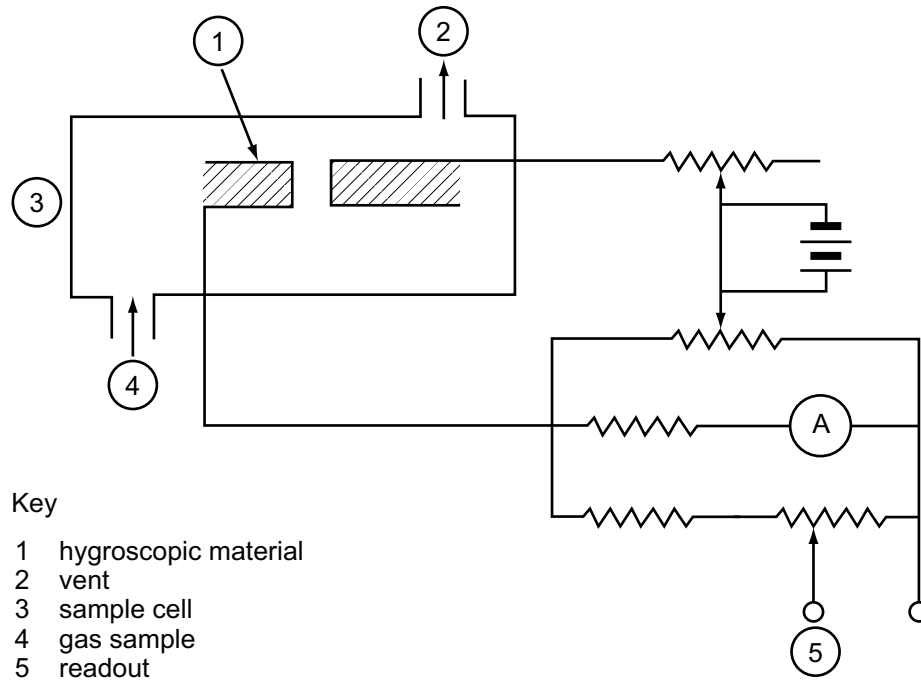 1
2
3
4
A
5
Key
1 hygroscopic material
2 vent
3 sample cell
4 gas sample
5 readout